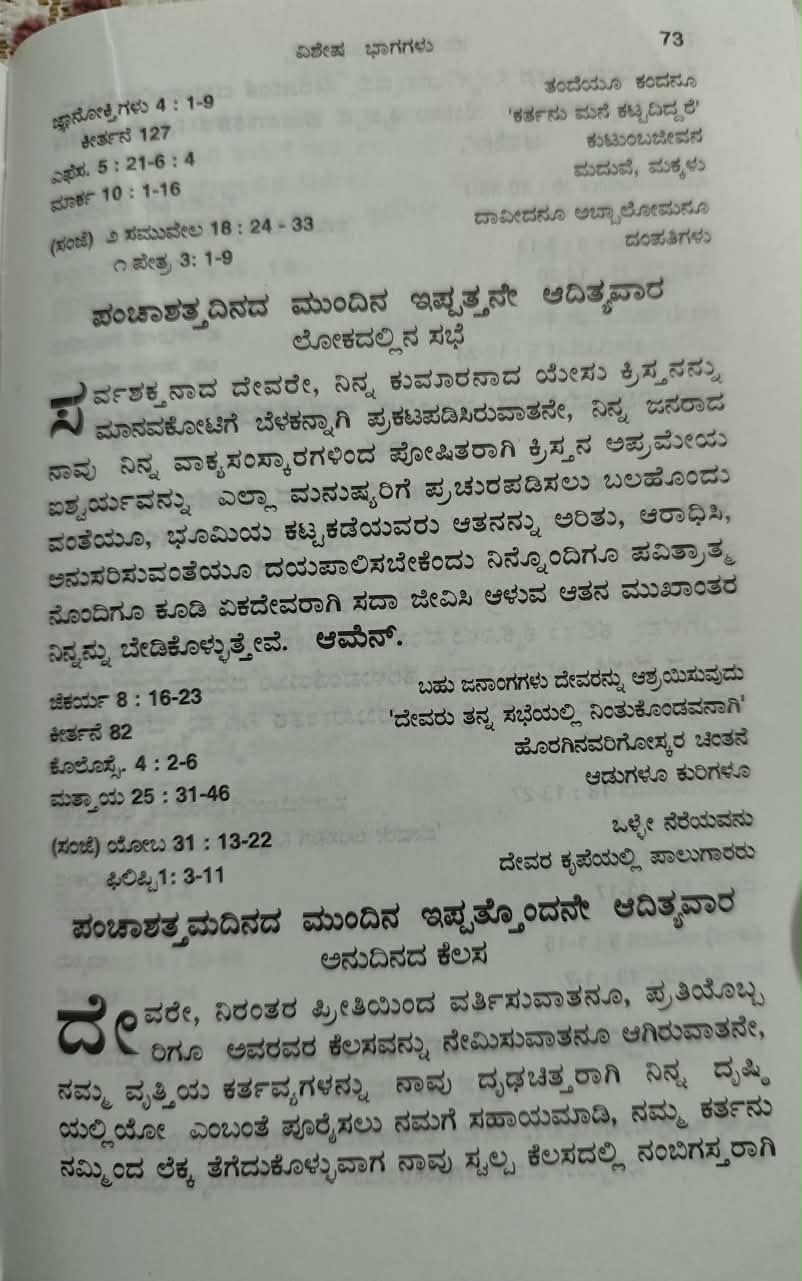 ವಿಶೇಷ ಭಾಗಗಳು 73
ಜ್ಞಾನೋಕ್ತಿಗಳು 4 : 1-9 ತಂದೆಯೂ ಕಂದನೂ
ಕೀರ್ತನೆ 127 'ಕರ್ತನು ಮನೆ ಕಟ್ಟದಿದ್ದರೆ'
ಎಫೆಸ. 5 : 21-6 : 4 ಕುಟುಂಬಜೀವನ
ಮಾರ್ಕ 10 : 1-16 ಮದುವೆ, ಮಕ್ಕಳು
(ಸಂಜೆ) ೨ ಸಮುವೇಲ 18 : 24 - 33 ದಾವೀದನೂ ಅಬ್ಷಾಲೋಮನೂ
೧ ಪೇತ್ರ 3: 1-9 ದಂಪತಿಗಳು
ಪಂಚಾಶತ್ತದಿನದ ಮುಂದಿನ ಇಪ್ಪತ್ತನೇ ಆದಿತ್ಯವಾರ
ಲೋಕದಲ್ಲಿನ ಸಭೆ
ಸರ್ವಶಕ್ತನಾದ ದೇವರೇ, ನಿನ್ನ ಕುಮಾರನಾದ ಯೇಸು ಕ್ರಿಸ್ತನನ್ನು
ಮಾನವಕೋಟಿಗೆ ಬೆಳಕನ್ನಾಗಿ ಪ್ರಕಟಪಡಿಸಿರುವಾತನೇ, ನಿನ್ನ ಜನರಾದ
ನಾವು ನಿನ್ನ ವಾಕ್ಯಸಂಸ್ಕಾರಗಳಿಂದ ಪೋಷಿತರಾಗಿ ಕ್ರಿಸ್ತನ ಅಪ್ರಮೇಯ
ಐಶ್ವರ್ಯವನ್ನು ಎಲ್ಲಾ ಮನುಷ್ಯರಿಗೆ ಪ್ರಚುರಪಡಿಸಲು ಬಲಹೊಂದು
ವಂತೆಯೂ, ಭೂಮಿಯ ಕಟ್ಟಕಡೆಯವರು ಆತನನ್ನು ಅರಿತು, ಆರಾಧಿಸಿ,
ಅನುಸರಿಸುವಂತೆಯೂ ದಯಪಾಲಿಸಬೇಕೆಂದು ನಿನ್ನೊಂದಿಗೂ ಪವಿತ್ರಾತ್ಮ
ನೊಂದಿಗೂ ಕೂಡಿ ಏಕದೇವರಾಗಿ ಸದಾ ಜೀವಿಸಿ ಆಳುವ ಆತನ ಮುಖಾಂತರ
ನಿನ್ನನ್ನು ಬೇಡಿಕೊಳ್ಳುತ್ತೇವೆ. ಆಮೆನ್.
ಜೆಕರ್ಯ 8 : 16-23 ಬಹು ಜನಾಂಗಗಳು ದೇವರನ್ನು ಆಶ್ರಯಿಸುವುದು
ಕೀರ್ತನೆ 82 'ದೇವರು ತನ್ನ ಸಭೆಯಲ್ಲಿ ನಿಂತುಕೊಂಡವನಾಗಿ'
ಕೊಲೊಸ್ಸೆ. 4 : 2-6 ಹೊರಗಿನವರಿಗೋಸ್ಕರ ಚಿಂತನೆ
ಮತ್ತಾಯ 25 : 31-46 ಆಡುಗಳೂ ಕುರಿಗಳೂ
(ಸಂಜೆ) ಯೋಬ 31 : 13-22 ಒಳ್ಳೇ ನೆರೆಯವನು
ಫಿಲಿಪ್ಪಿ1: 3-11 ದೇವರ ಕೃಪೆಯಲ್ಲಿ ಪಾಲುಗಾರರು
ಪಂಚಾಶತ್ತಮದಿನದ ಮುಂದಿನ ಇಪ್ಪತ್ತೊಂದನೇ ಆದಿತ್ಯವಾರ
ಅನುದಿನದ ಕೆಲಸ
ದೇವರೇ, ನಿರಂತರ ಪ್ರೀತಿಯಿಂದ ವರ್ತಿಸುವಾತನೂ, ಪ್ರತಿಯೊಬ್ಬ
ರಿಗೂ ಅವರವರ ಕೆಲಸವನ್ನು ನೇಮಿಸುವಾತನೂ ಆಗಿರುವಾತನೇ,
ನಮ್ಮ ವೃತ್ತಿಯ ಕರ್ತವ್ಯಗಳನ್ನು ನಾವು ದೃಢಚಿತ್ತರಾಗಿ ನಿನ್ನ ದೃಷ್ಠಿ
ಯಲ್ಲಿಯೋ ಎಂಬಂತೆ ಪೂರೈಸಲು ನಮಗೆ ಸಹಾಯಮಾಡಿ, ನಮ್ಮ ಕರ್ತನು
ನಮ್ಮಿಂದ ಲೆಕ್ಕ ತೆಗೆದುಕೊಳ್ಳುವಾಗ ನಾವು ಸ್ವಲ್ಪ ಕೆಲಸದಲ್ಲಿ ನಂಬಿಗಸ್ತರಾಗಿ